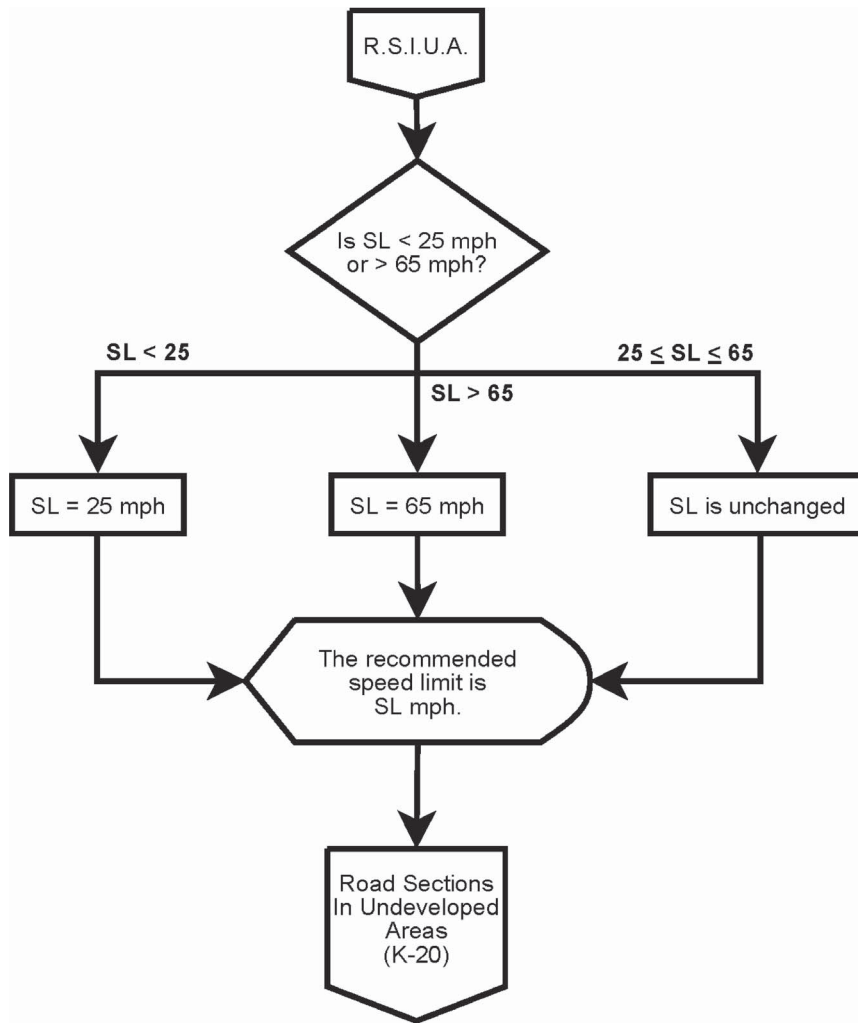 R.S.I.U.A.
Is SL < 25 mph
or > 65 mph?
SL < 25
SL > 65
25 ≤ SL ≤ 65
SL = 25 mph
SL = 65 mph
SL is unchanged
The recommended
speed limit is
SL mph.
Road Sections
In Undeveloped
Areas
(K-20)